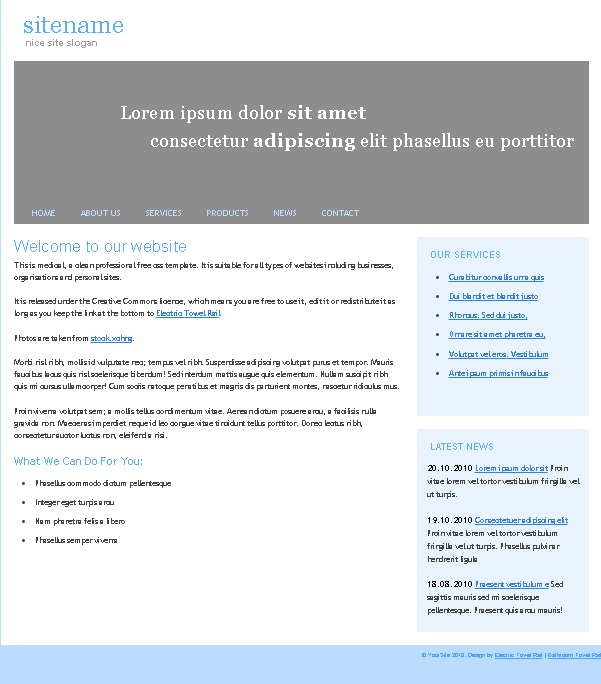 sitename
nice site slogan
Lorem ipsum dolor sit amet
consectetur adipiscing elit phasellus eu porttitor
HOME ABOUT US SERVICES PRODUCTS NEWS CONTACT
Welcome to our website
This is medical, a clean professional free css template. It is suitable for all types of websites including businesses,
organisations and personal sites.
It is released under the Creative Commons license, which means you are free to use it, edit it or redistribute it as
long as you keep the link at the bottom to Electric Towel Rail
Photos are taken from stock.xchng.
Morbi nisl nibh, mollis id vulputate nec; tempus vel nibh. Suspendisse adipiscing volutpat purus et tempor. Mauris
faucibus lacus quis nisl scelerisque bibendum! Sed interdum mattis augue quis elementum. Nullam suscipit nibh
quis mi cursus ullamcorper! Cum sociis natoque penatibus et magnis dis parturient montes, nascetur ridiculus mus.
Proin viverra volutpat sem; a mollis tellus condimentum vitae. Aenean dictum posuere arcu, a facilisis nulla
gravida non. Maecenas imperdiet neque id leo congue vitae tincidunt tellus porttitor. Donec lectus nibh,
consectetur auctor luctus non, eleifend a nisi.
What We Can Do For You:
Phasellus commodo dictum pellentesque
Integer eget turpis arcu
Nam pharetra felis a libero
Phasellus semper viverra
OUR SERVICES
Curabitur convallis urna quis
Dui blandit et blandit justo
Rhoncus. Sed dui justo,
Ornare sit amet pharetra eu,
Volutpat vel eros. Vestibulum
Ante ipsum primis in faucibus
LATEST NEWS
20.10.2010 Lorem ipsum dolor sit Proin
vitae lorem vel tortor vestibulum fringilla vel
ut turpis.
19.10.2010 Consectetuer adipiscing elit
Proin vitae lorem vel tortor vestibulum
fringilla vel ut turpis. Phasellus pulvinar
hendrerit ligula
18.08.2010 Praesent vestibulum e Sed
sagittis mauris sed mi scelerisque
pellentesque. Praesent quis arcu mauris!
© Your Site 2010. Design by Electric Towel Rail | Bathroom Towel Rail